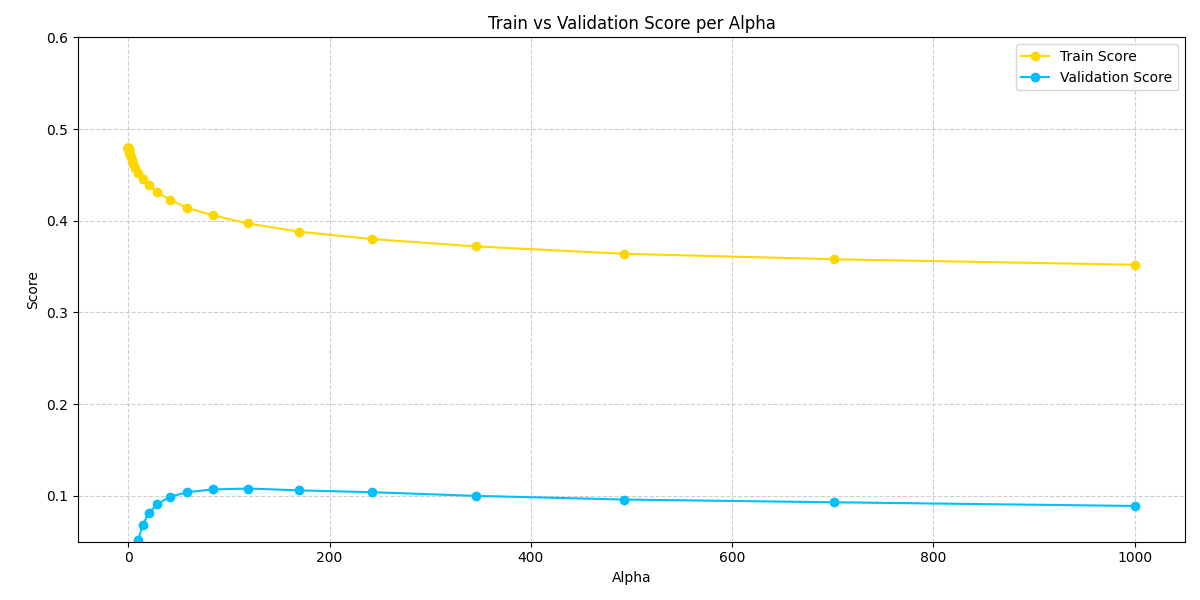 Train vs Validation Score per Alpha
Train Score
Validation Score
0.6
0.5
0.4
0.3
0.2
0.1
Score
0 200 400 600 800 1000
Alpha